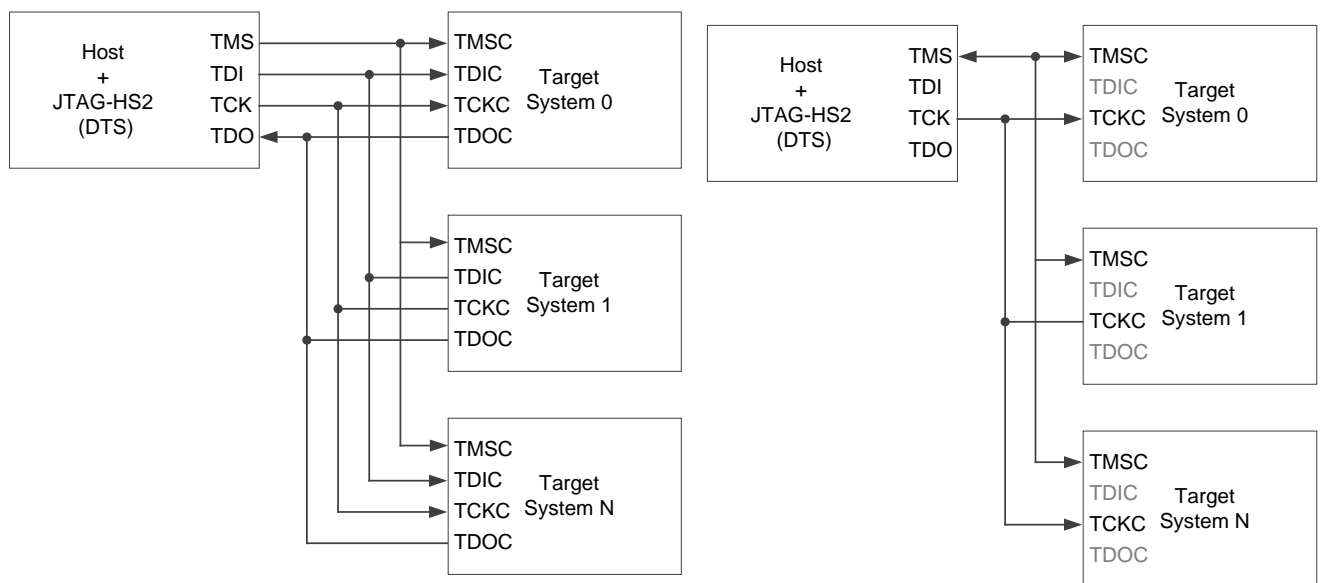 Host
+
JTAG-HS2
(DTS)
TMS
TDI
TCK
TDO
TMSC
TDIC
TCKC
TDOC
Target
System 0
TMSC
TDIC
TCKC
TDOC
Target
System 1
TMSC
TDIC
TCKC
TDOC
Target
System N
Host
+
JTAG-HS2
(DTS)
TMS
TDI
TCK
TDO
TMSC
TDIC
TCKC
TDOC
Target
System 0
TMSC
TDIC
TCKC
TDOC
Target
System 1
TMSC
TDIC
TCKC
TDOC
Target
System N